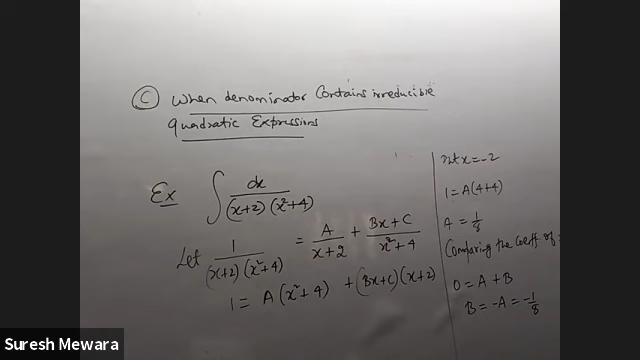 (C) When denominator Contains irreducible
quadratic Expressions
Ex ∫ dx / (x+2)(x²+4)
Let 1 / (x+2)(x²+4) = A / x+2 + Bx+C / x²+4
1 = A(x²+4) + (Bx+C)(x+2)
x = -2
1 = A(4+4)
A = 1/8
Comparing the Coeff of
0 = A + B
B = -A = -1/8
Suresh Mewara